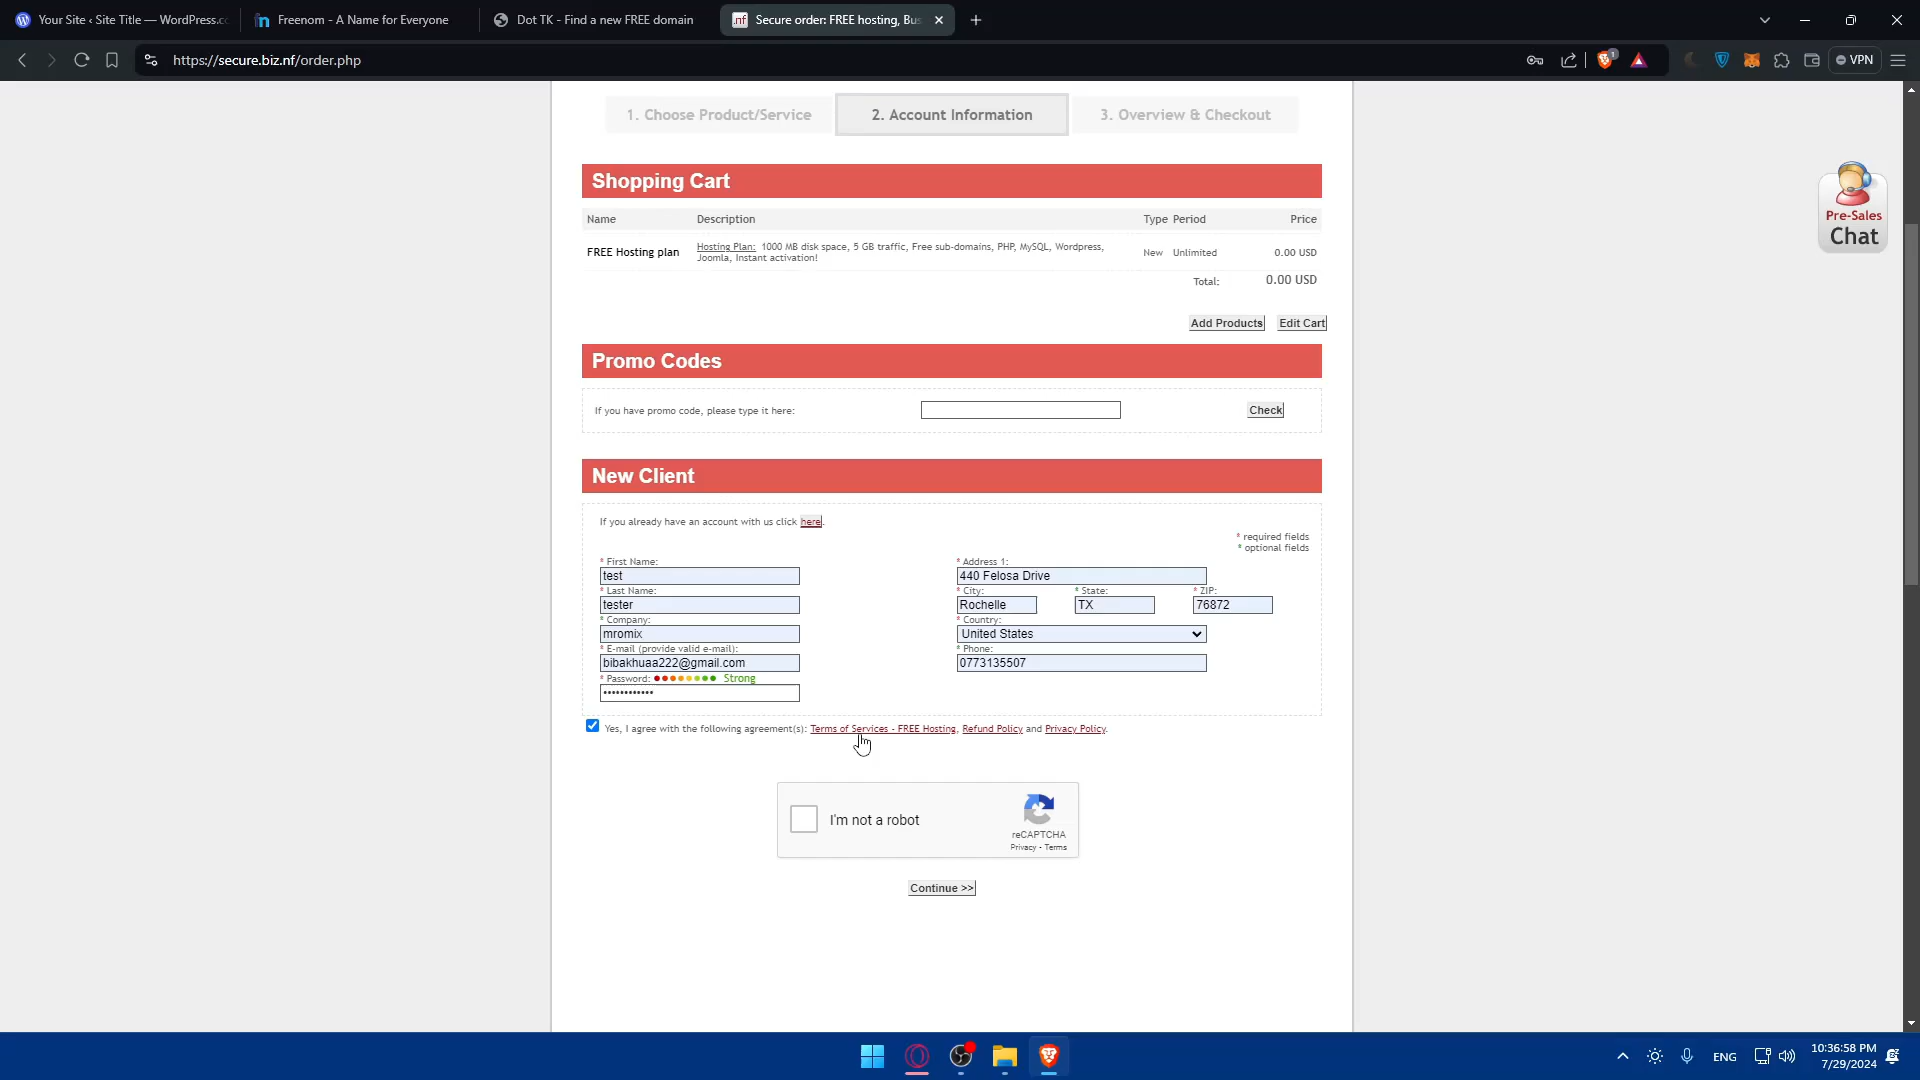 Your Site ‹ Site Title — WordPress.c
Freenom - A Name for Everyone
Dot TK - Find a new FREE domain
Secure order: FREE hosting, Bus
https://secure.biz.nf/order.php
1
VPN
1. Choose Product/Service
2. Account Information
3. Overview & Checkout
Shopping Cart
Name Description Type Period Price
FREE Hosting plan
Hosting Plan: 1000 MB disk space, 5 GB traffic, Free sub-domains, PHP, MySQL, Wordpress,
Joomla, Instant activation!
New Unlimited 0.00 USD
Total: 0.00 USD
Add Products Edit Cart
Pre-Sales
Chat
Promo Codes
If you have promo code, please type it here:
Check
New Client
If you already have an account with us click here.
* required fields
* optional fields
* First Name:
test
* Last Name:
tester
* Company:
mromix
* E-mail (provide valid e-mail):
bibakhuaa222@gmail.com
* Password: Strong
••••••••••••
* Address 1:
440 Felosa Drive
* City: * State: * ZIP:
Rochelle TX 76872
* Country:
United States
* Phone:
0773135507
Yes, I agree with the following agreement(s): Terms of Services - FREE Hosting, Refund Policy and Privacy Policy.
I'm not a robot
reCAPTCHA
Privacy - Terms
Continue >>
ENG
10:36:58 PM
7/29/2024